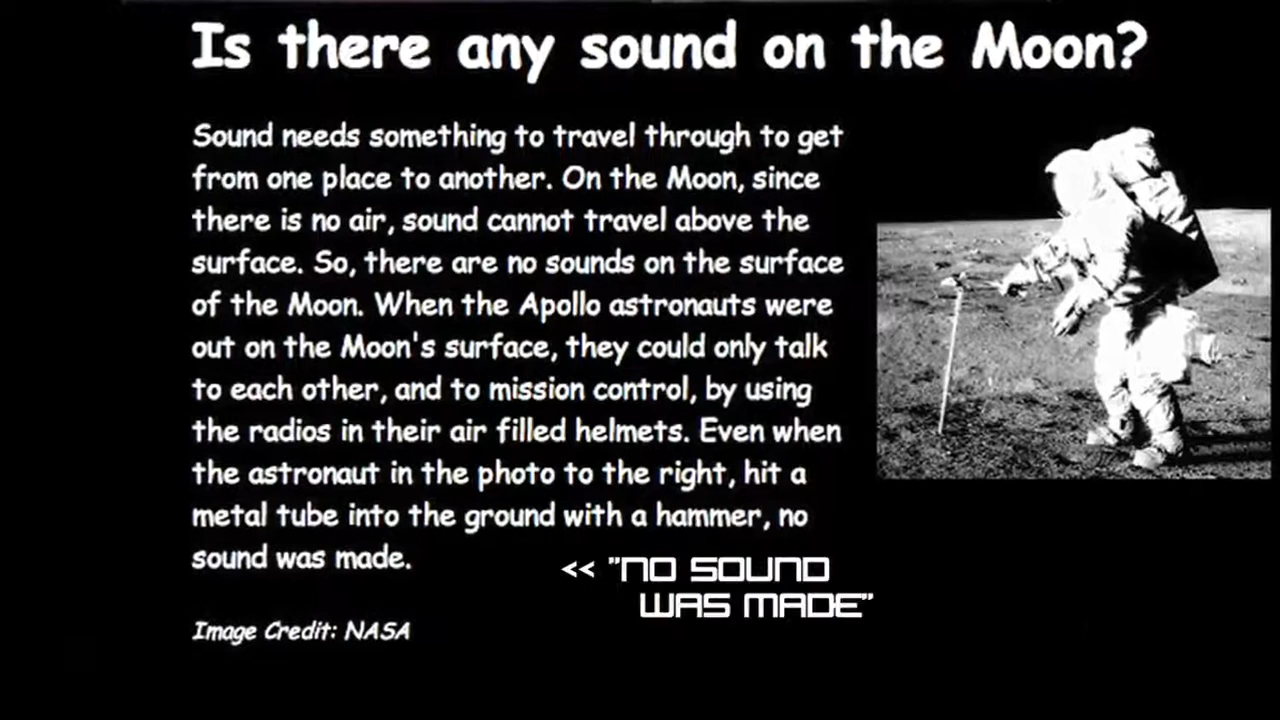 Is there any sound on the Moon?
Sound needs something to travel through to get
from one place to another. On the Moon, since
there is no air, sound cannot travel above the
surface. So, there are no sounds on the surface
of the Moon. When the Apollo astronauts were
out on the Moon's surface, they could only talk
to each other, and to mission control, by using
the radios in their air filled helmets. Even when
the astronaut in the photo to the right, hit a
metal tube into the ground with a hammer, no
sound was made.
<< "NO SOUND
WAS MADE"
Image Credit: NASA